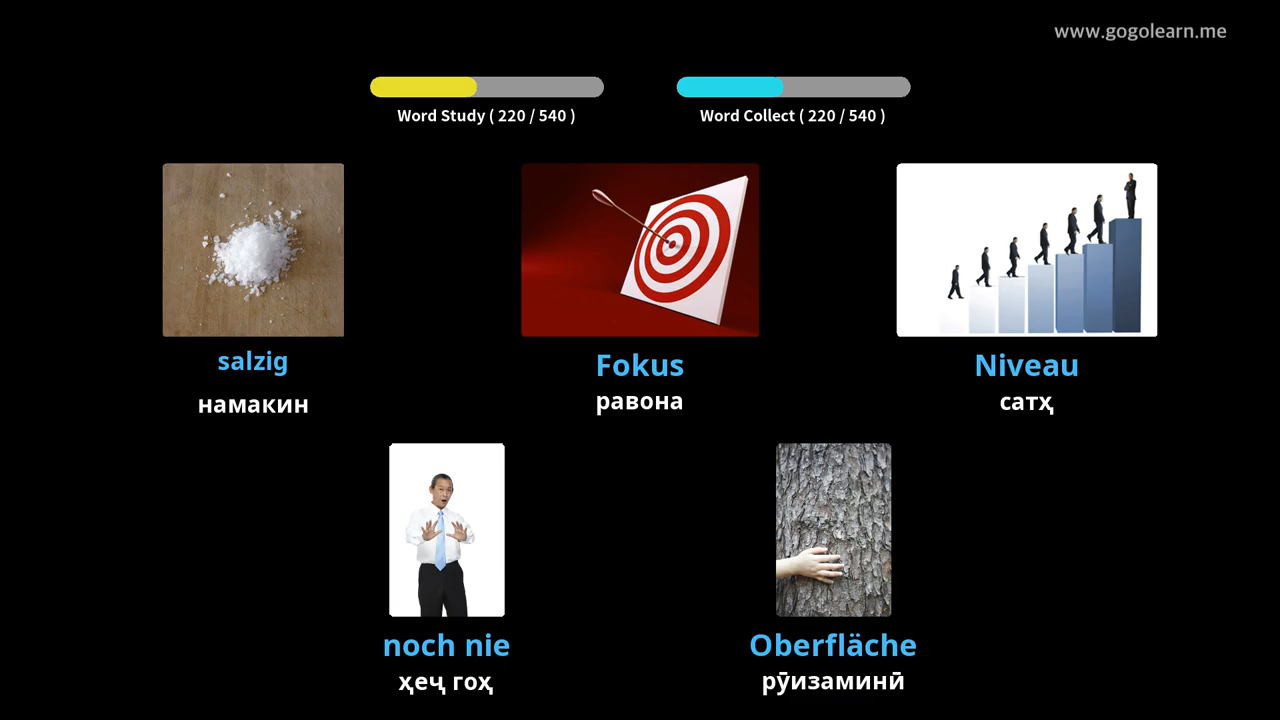 www.gogolearn.me
Word Study ( 220 / 540 )
Word Collect ( 220 / 540 )
salzig
намакин
Fokus
равона
Niveau
сатҳ
noch nie
ҳеҷ гоҳ
Oberfläche
рӯизаминӣ